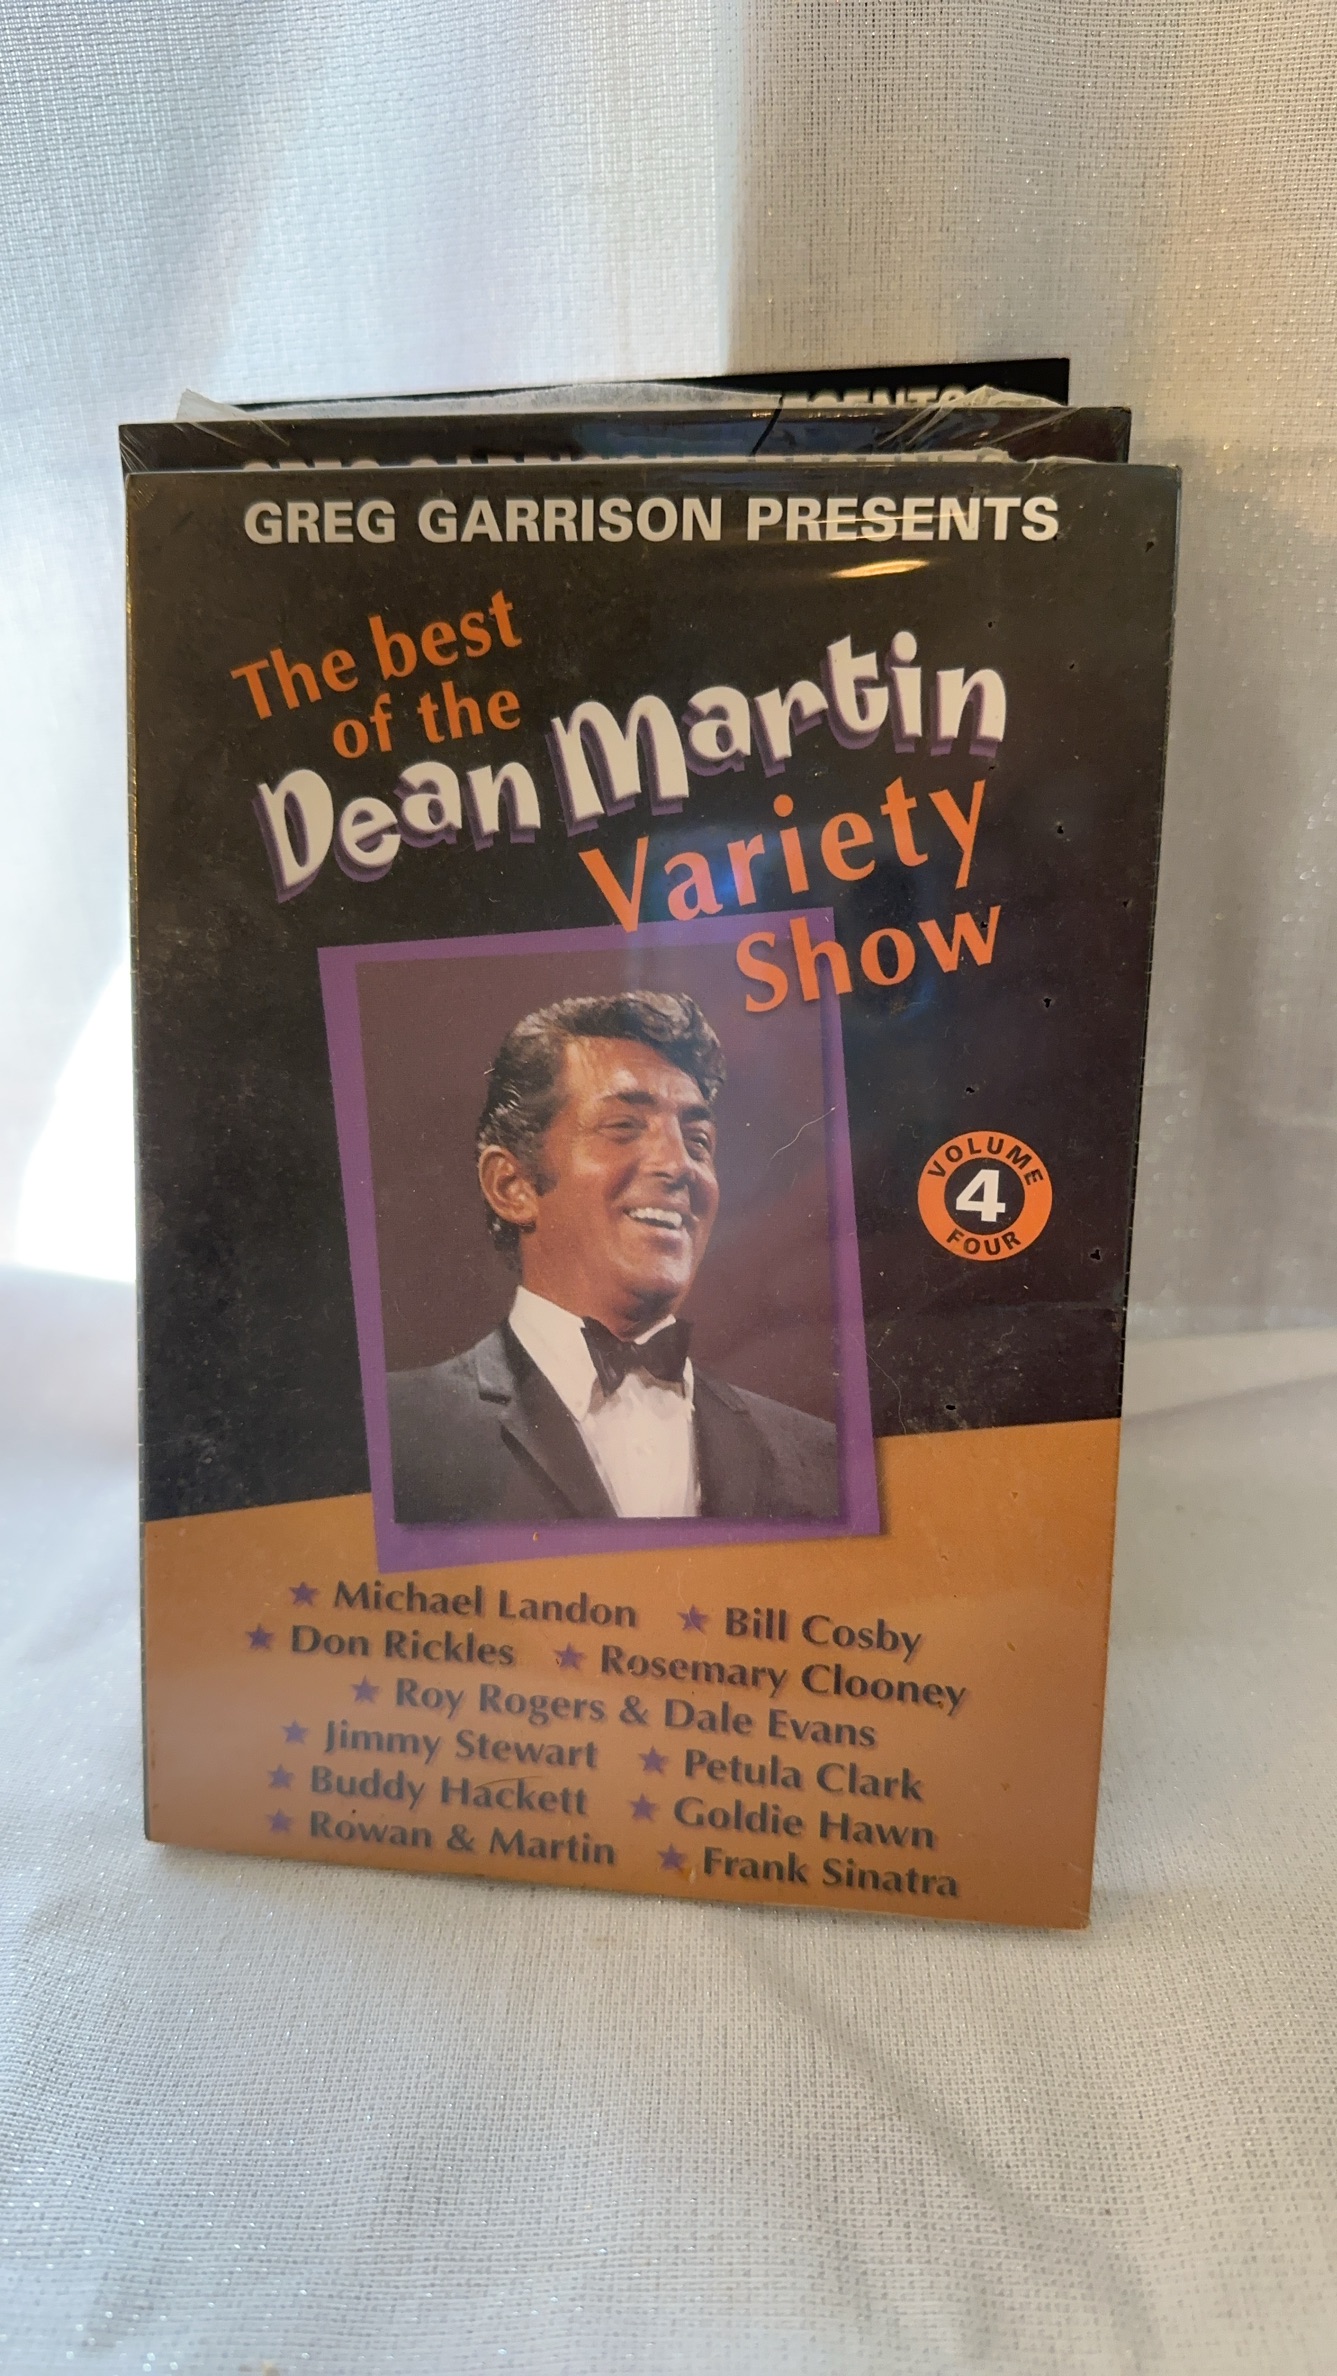 GREG GARRISON PRESENTS
The best
of the
Dean Martin
Variety
Show
VOLUME
4
FOUR
★ Michael Landon ★ Bill Cosby
★ Don Rickles ★ Rosemary Clooney
★ Roy Rogers & Dale Evans
★ Jimmy Stewart ★ Petula Clark
★ Buddy Hackett ★ Goldie Hawn
★ Rowan & Martin ★ Frank Sinatra